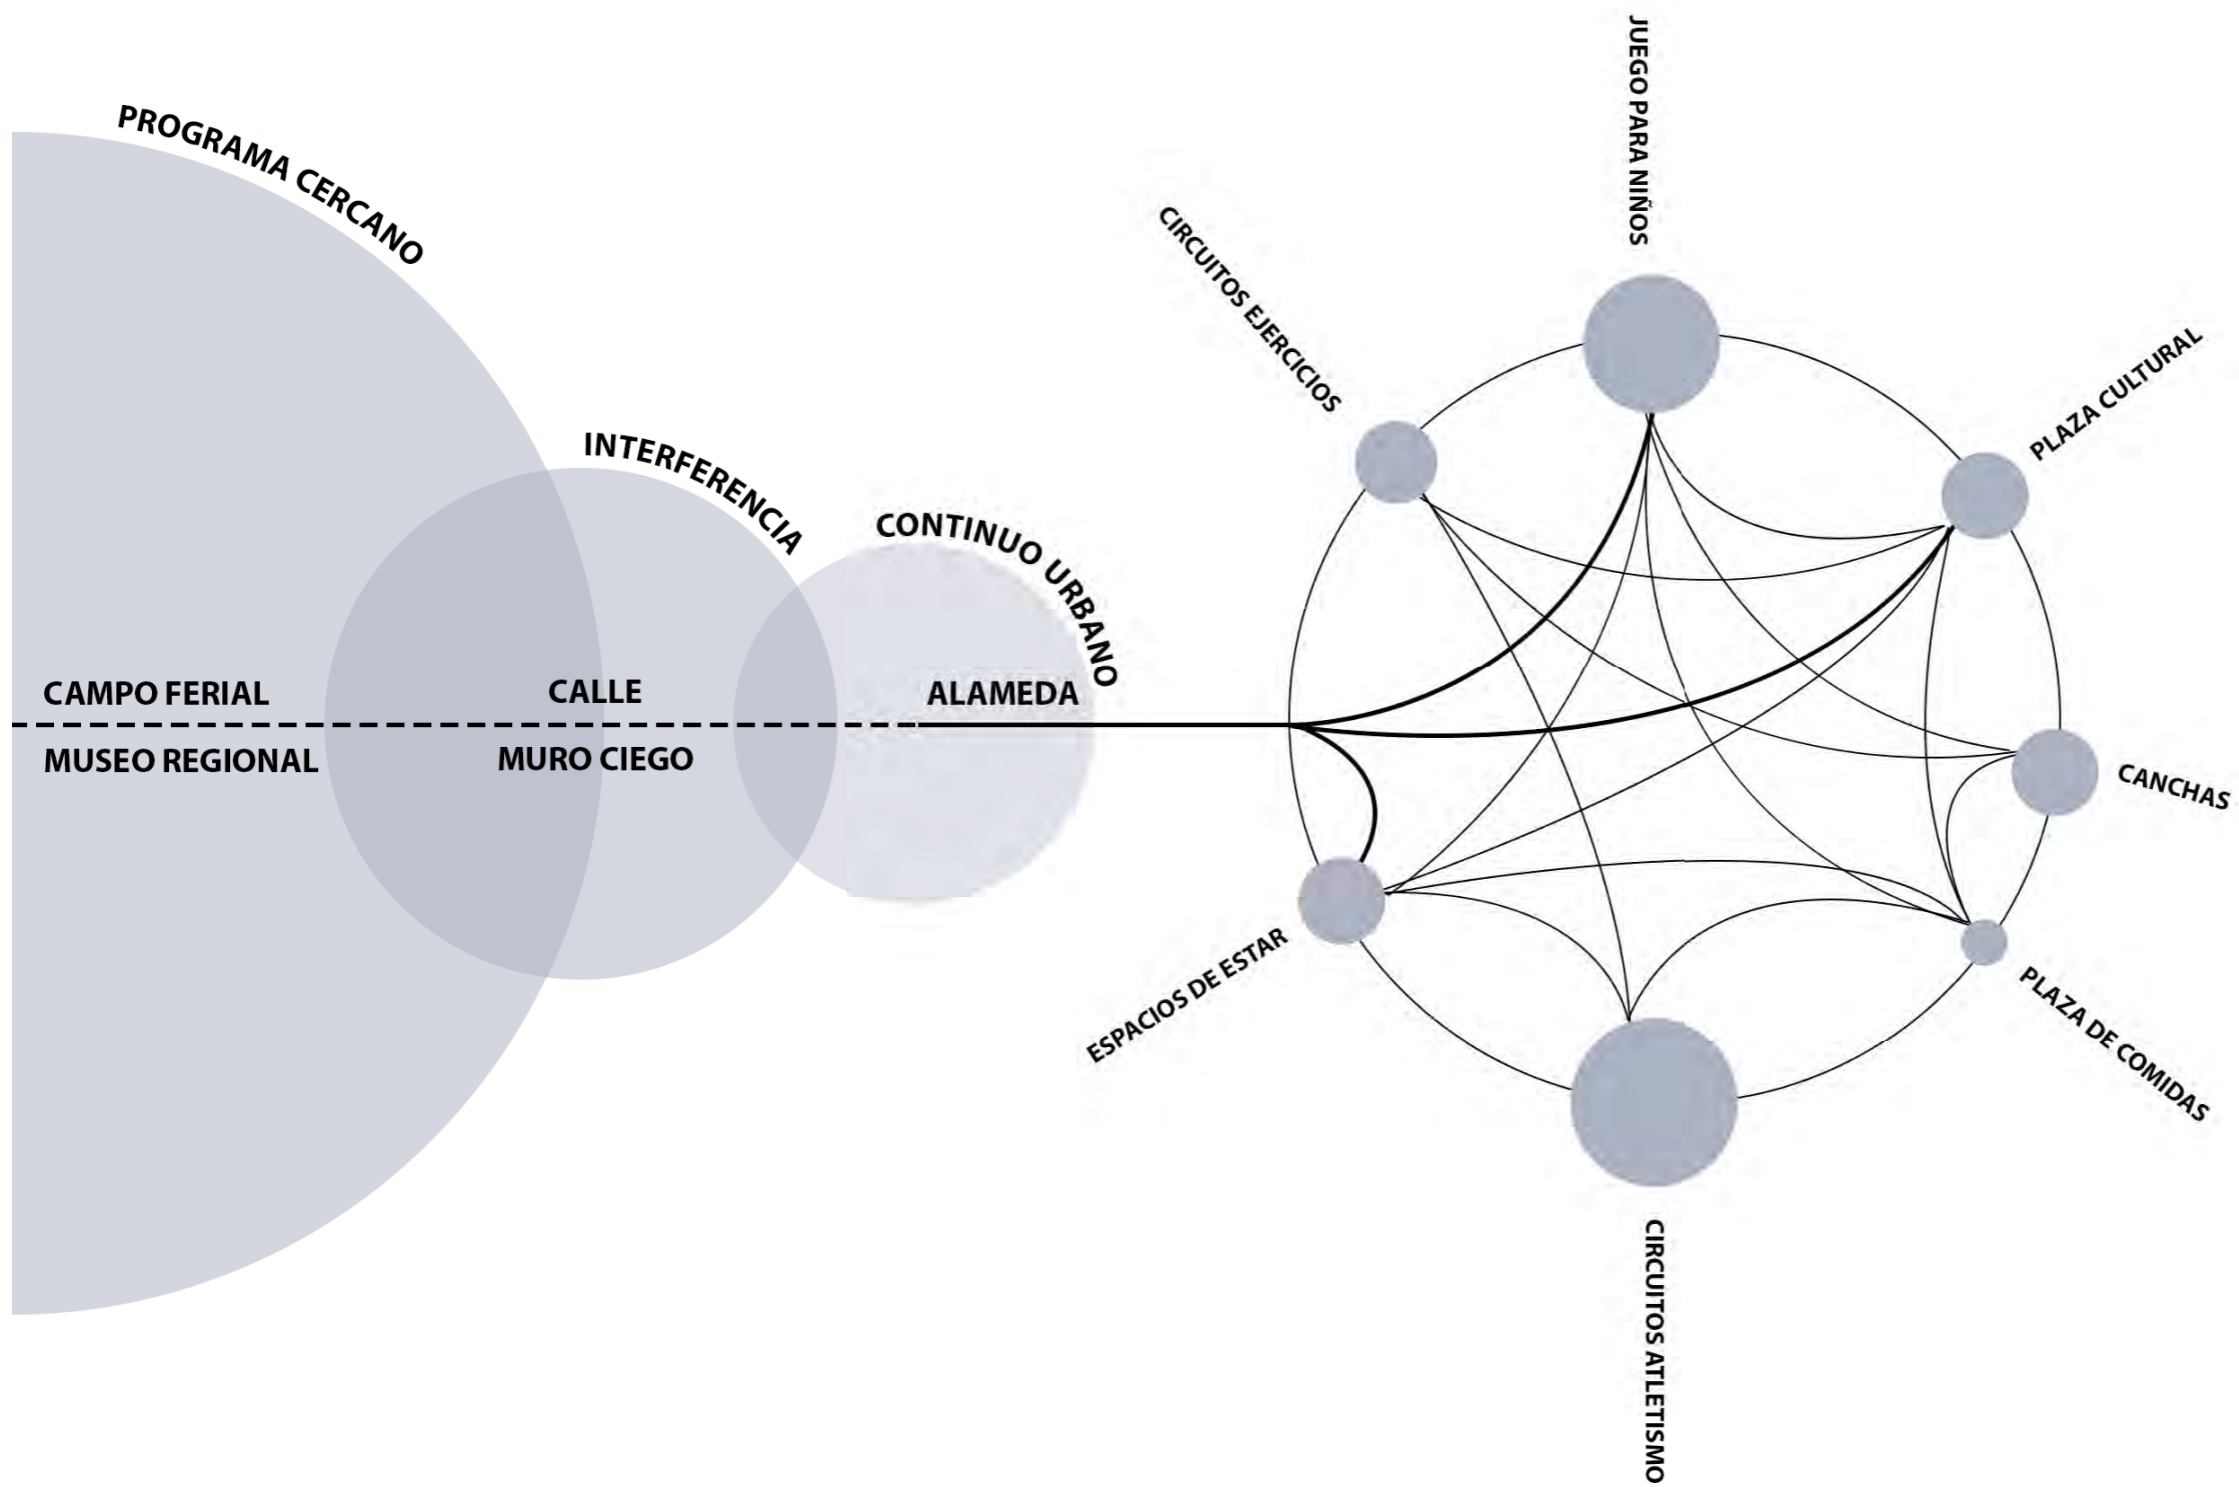 PROGRAMA CERCANO
INTERFERENCIA
CONTINUO URBANO
CAMPO FERIAL
MUSEO REGIONAL
CALLE
MURO CIEGO
ALAMEDA
JUEGO PARA NIÑOS
CIRCUITOS EJERCICIOS
PLAZA CULTURAL
CANCHAS
ESPACIOS DE ESTAR
PLAZA DE COMIDAS
CIRCUITOS ATLETISMO